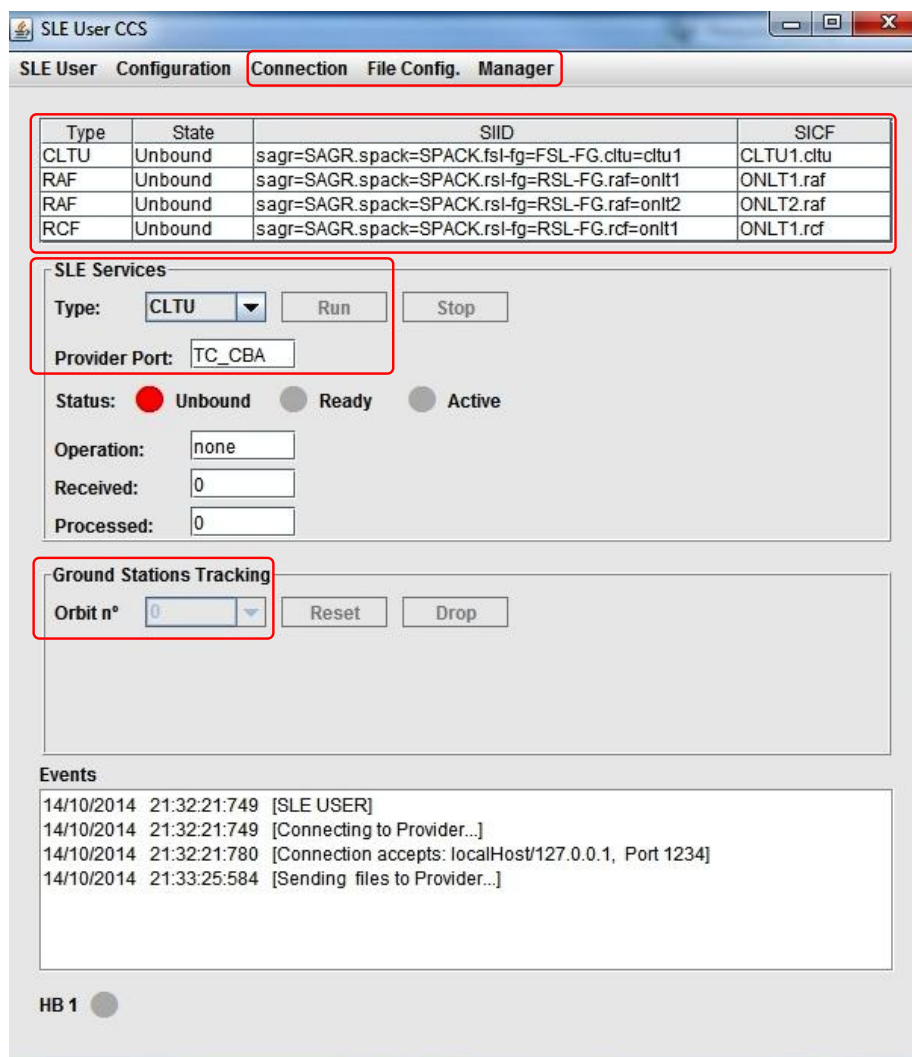 SLE User CCS
SLE User Configuration Connection File Config. Manager
Type State SIID SICF
CLTU Unbound sagr=SAGR.spack=SPACK.fsl-fg=FSL-FG.cltu=cltu1 CLTU1.cltu
RAF Unbound sagr=SAGR.spack=SPACK.rsl-fg=RSL-FG.raf=onlt1 ONLT1.raf
RAF Unbound sagr=SAGR.spack=SPACK.rsl-fg=RSL-FG.raf=onlt2 ONLT2.raf
RCF Unbound sagr=SAGR.spack=SPACK.rsl-fg=RSL-FG.rcf=onlt1 ONLT1.rcf
SLE Services
Type: CLTU Run Stop
Provider Port: TC_CBA
Status: Unbound Ready Active
Operation: none
Received: 0
Processed: 0
Ground Stations Tracking
Orbit nº 0 Reset Drop
Events
14/10/2014 21:32:21:749 [SLE USER]
14/10/2014 21:32:21:749 [Connecting to Provider...]
14/10/2014 21:32:21:780 [Connection accepts: localHost/127.0.0.1, Port 1234]
14/10/2014 21:33:25:584 [Sending files to Provider...]
HB 1